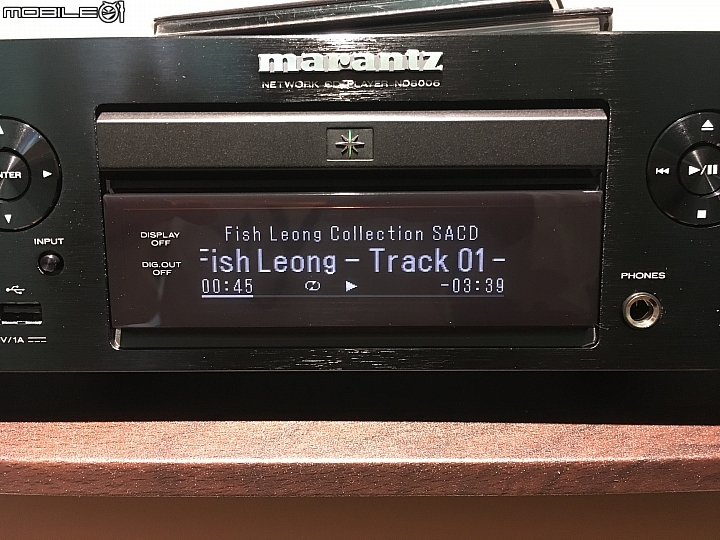 MOBILE01
marantz
NETWORK CD PLAYER ND8006
ENTER
INPUT
V/1A
DISPLAY
OFF
DIG.OUT
OFF
Fish Leong Collection SACD
Fish Leong - Track 01 -
00:45
-03:39
PHONES